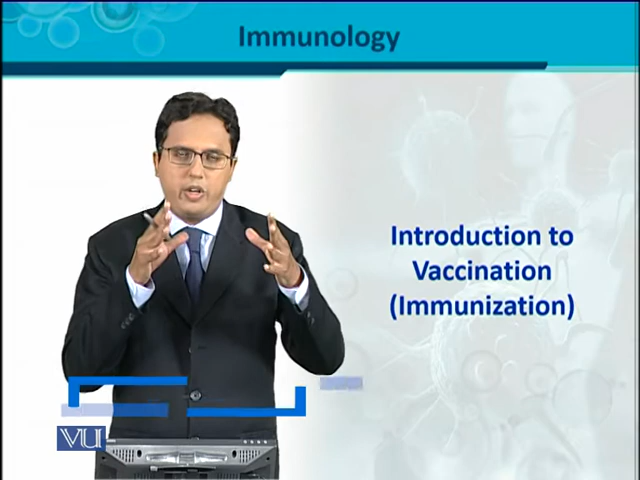 Immunology
Introduction to
Vaccination
(Immunization)
VU